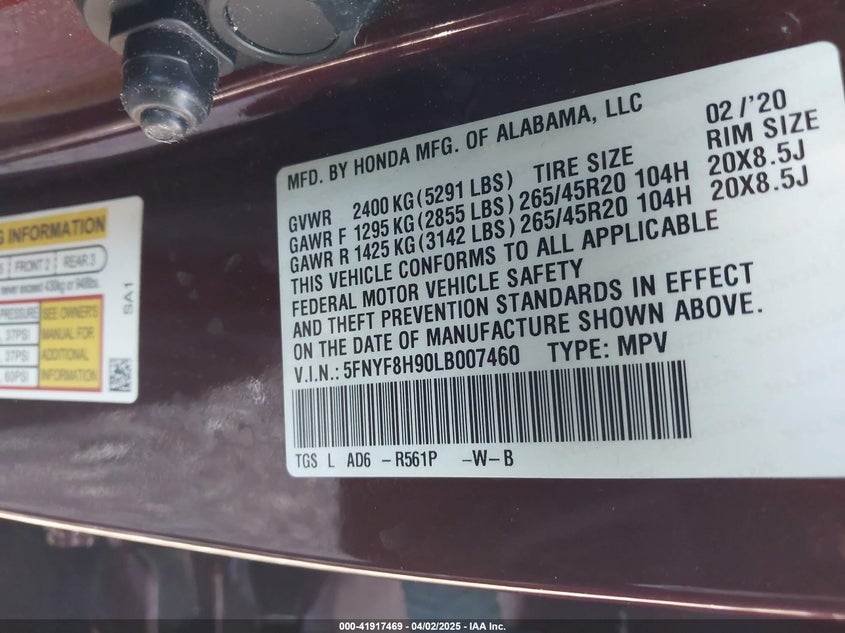 MFD. BY HONDA MFG. OF ALABAMA, LLC 02/'20
GVWR 2400 KG (5291 LBS) TIRE SIZE RIM SIZE
GAWR F 1295 KG (2855 LBS) 265/45R20 104H 20X8.5J
GAWR R 1425 KG (3142 LBS) 265/45R20 104H 20X8.5J
THIS VEHICLE CONFORMS TO ALL APPLICABLE
FEDERAL MOTOR VEHICLE SAFETY
AND THEFT PREVENTION STANDARDS IN EFFECT
ON THE DATE OF MANUFACTURE SHOWN ABOVE.
V.I.N.: 5FNYF8H90LB007460 TYPE: MPV
TGS L AD6 -R561P -W-B
INFORMATION
FRONT 2 REAR 3
never exceed
PRESSURE SEE OWNER'S
37PSI MANUAL FOR
37PSI ADDITIONAL
60PSI INFORMATION
SA1
000-41917469 - 04/02/2025 - IAA Inc.